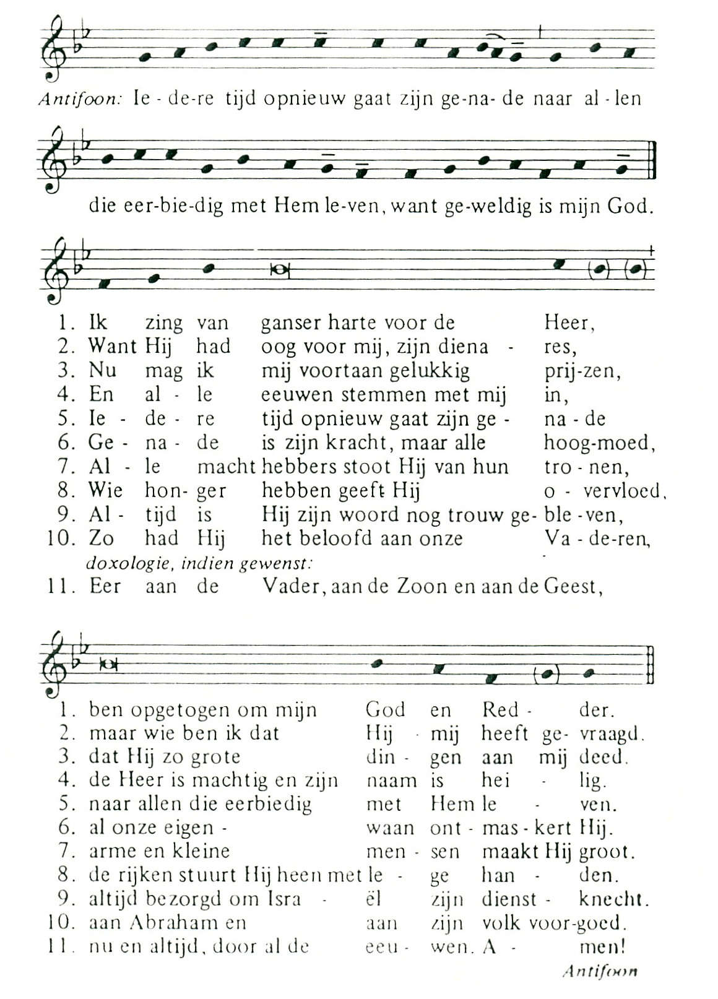 Antifoon: Ie - de-re tijd opnieuw gaat zijn ge-na- de naar al - len
die eer-bie-dig met Hem le-ven, want ge-weldig is mijn God.
1. Ik zing van ganser harte voor de Heer,
2. Want Hij had oog voor mij, zijn diena - res,
3. Nu mag ik mij voortaan gelukkig prij-zen,
4. En al - le eeuwen stemmen met mij in,
5. Ie - de - re tijd opnieuw gaat zijn ge - na - de
6. Ge - na - de is zijn kracht, maar alle hoog-moed,
7. Al - le macht hebbers stoot Hij van hun tro - nen,
8. Wie hon- ger hebben geeft Hij o - vervloed,
9. Al - tijd is Hij zijn woord nog trouw ge- ble -ven,
10. Zo had Hij het beloofd aan onze Va - de-ren,
doxologie, indien gewenst:
11. Eer aan de Vader, aan de Zoon en aan de Geest,
1. ben opgetogen om mijn God en Red - der.
2. maar wie ben ik dat Hij - mij heeft ge- vraagd.
3. dat Hij zo grote din - gen aan mij deed.
4. de Heer is machtig en zijn naam is hei - lig.
5. naar allen die eerbiedig met Hem le - ven.
6. al onze eigen - waan ont - mas - kert Hij.
7. arme en kleine men - sen maakt Hij groot.
8. de rijken stuurt Hij heen met le - ge han - den.
9. altijd bezorgd om Isra - ël zijn dienst - knecht.
10. aan Abraham en aan zijn volk voor-goed.
11. nu en altijd, door al de eeu - wen. A - men!
Antifoon